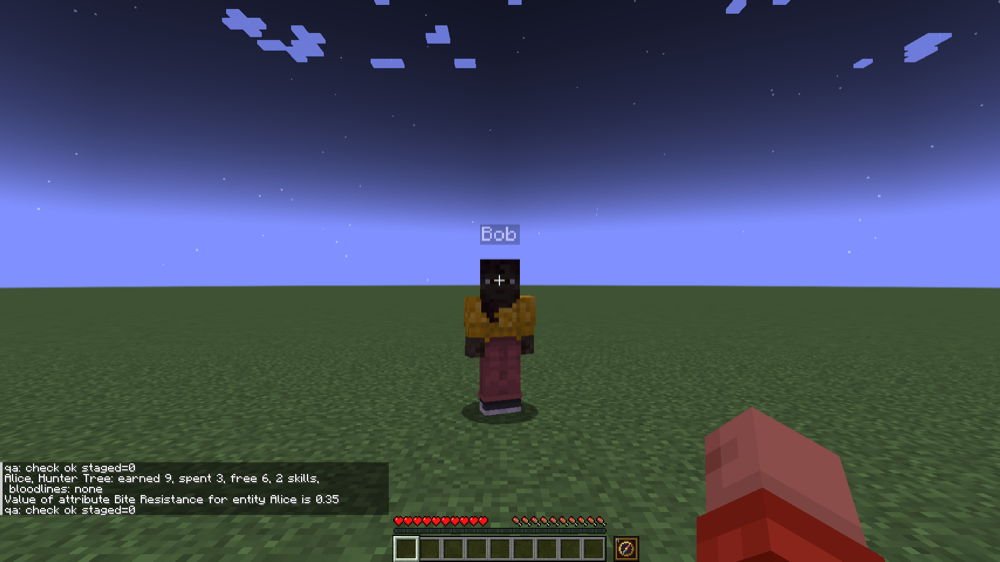 Bob
qa: check ok staged=0
Alice, Hunter Tree: earned 9, spent 3, free 6, 2 skills,
bloodlines: none
Value of attribute Bite Resistance for entity Alice is 0.35
qa: check ok staged=0